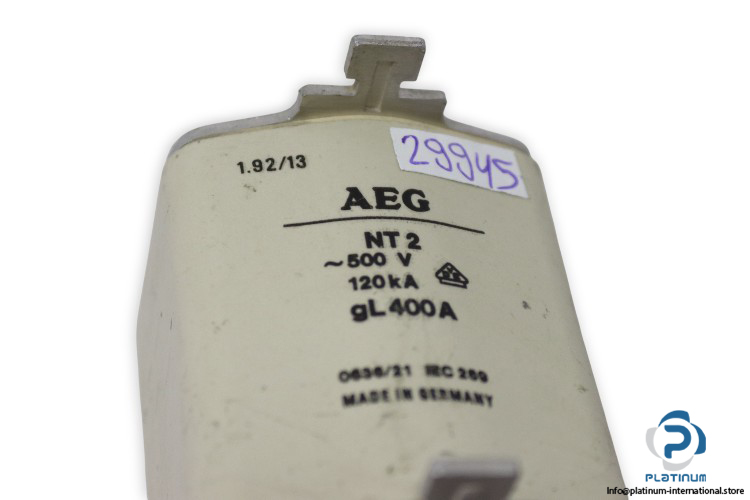 1.92/13
29945
AEG
NT 2
~500 V
120 kA
gL 400 A
0636/21 IEC 269
MADE IN GERMANY
PLATINUM
Info@platinum-international.store